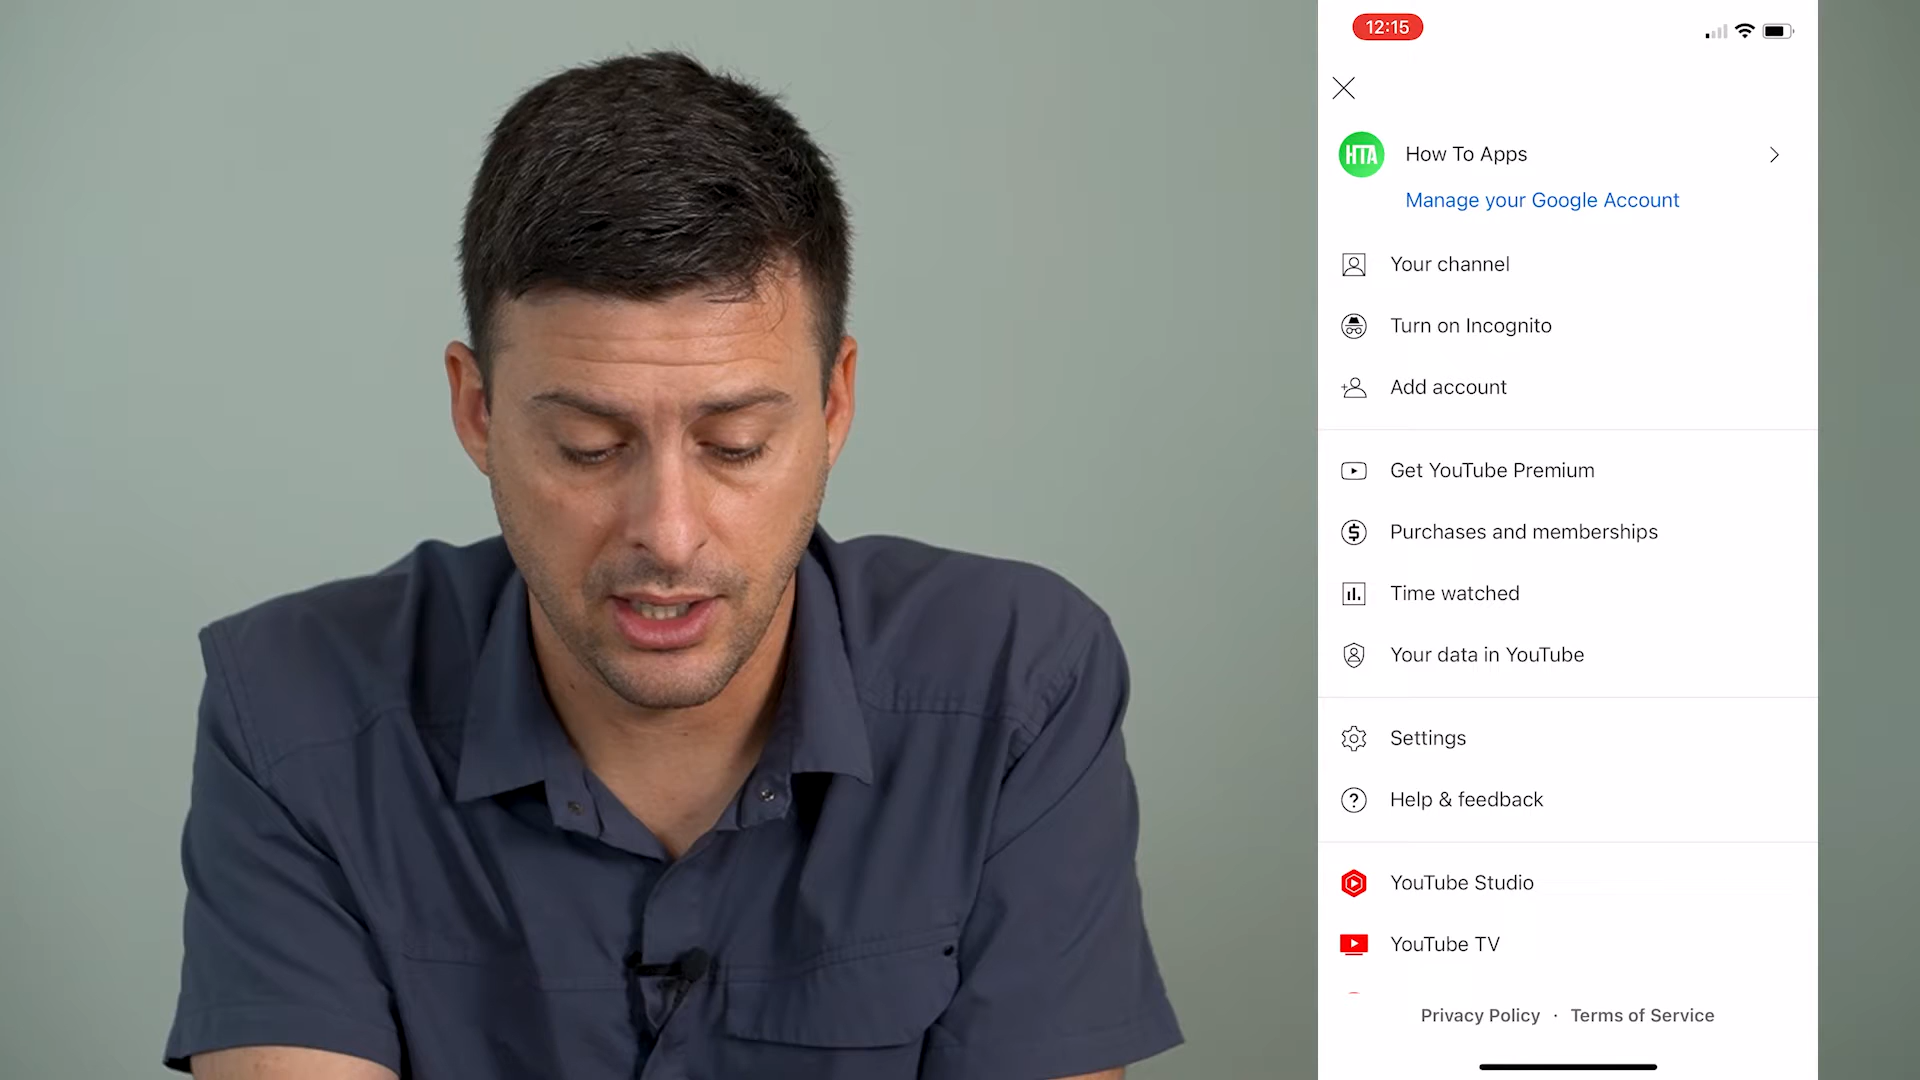 12:15
HTA
How To Apps
Manage your Google Account
Your channel
Turn on Incognito
Add account
Get YouTube Premium
Purchases and memberships
Time watched
Your data in YouTube
Settings
Help & feedback
YouTube Studio
YouTube TV
Privacy Policy · Terms of Service